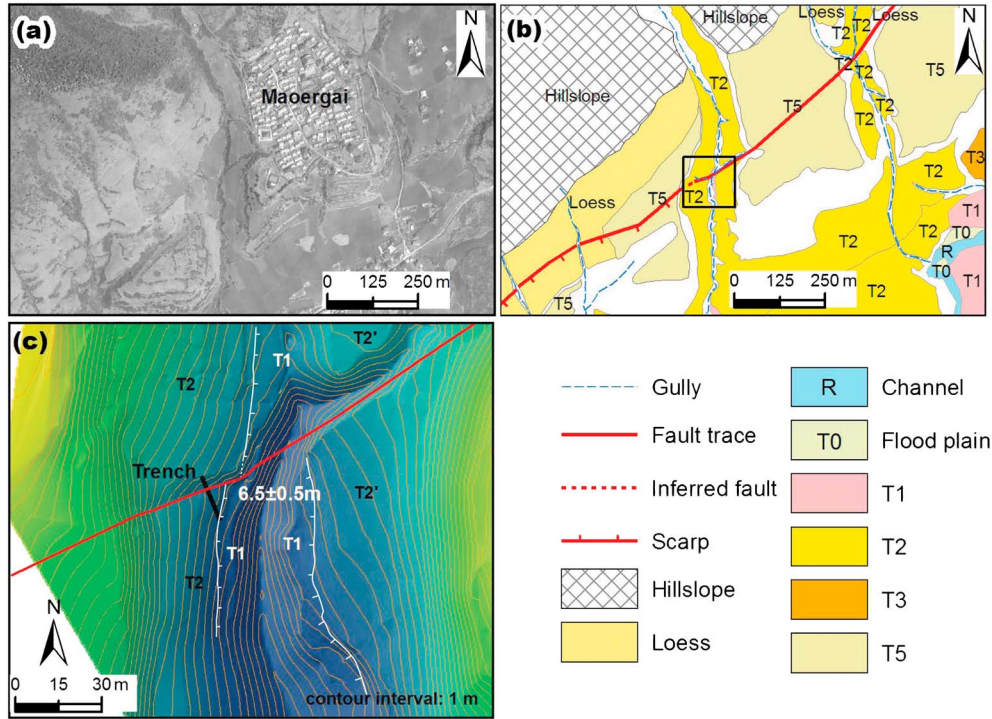 (a)
N
Maoergai
0 125 250 m
(b)
Hillslope
Loess
T2
T2
Loess
N
T2
T2
T2
T5
T2
T5
T2
Hillslope
T2
T3
T5
T2
T1
Loess
T2
T0
T2
T2
R
T0
T1
T5
T2
0 125 250 m
(c)
T2'
T1
T2
Trench
6.5±0.5m
T2'
T1
T1
T2
N
0 15 30 m
contour interval: 1 m
Gully
Fault trace
Inferred fault
Scarp
Hillslope
Loess
R Channel
T0 Flood plain
T1
T2
T3
T5